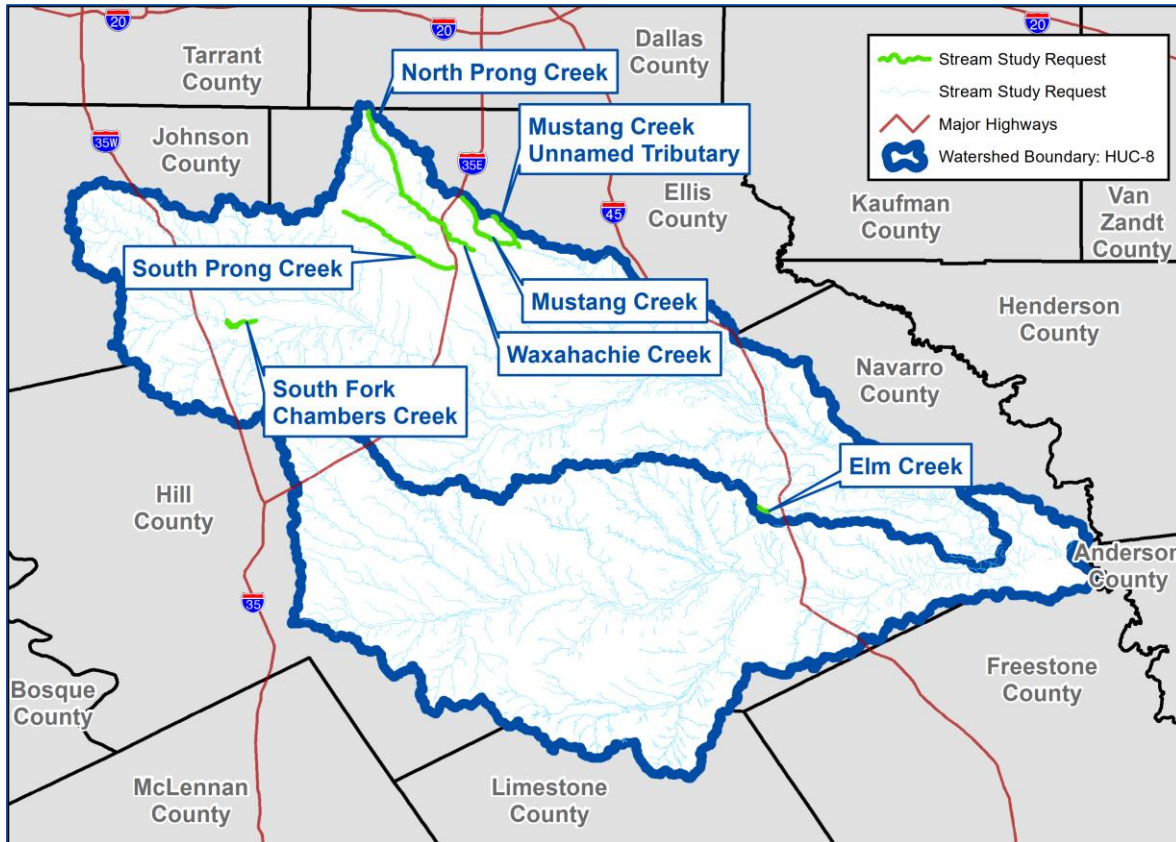 20
20
20
Tarrant
County
Dallas
County
Stream Study Request
Stream Study Request
Major Highways
Watershed Boundary: HUC-8
North Prong Creek
Johnson
County
35W
35E
Mustang Creek
Unnamed Tributary
Ellis
County
45
Kaufman
County
Van
Zandt
County
South Prong Creek
Mustang Creek
Henderson
County
Waxahachie Creek
Navarro
County
South Fork
Chambers Creek
Elm Creek
Hill
County
Anderson
County
35
Freestone
County
Bosque
County
McLennan
County
Limestone
County